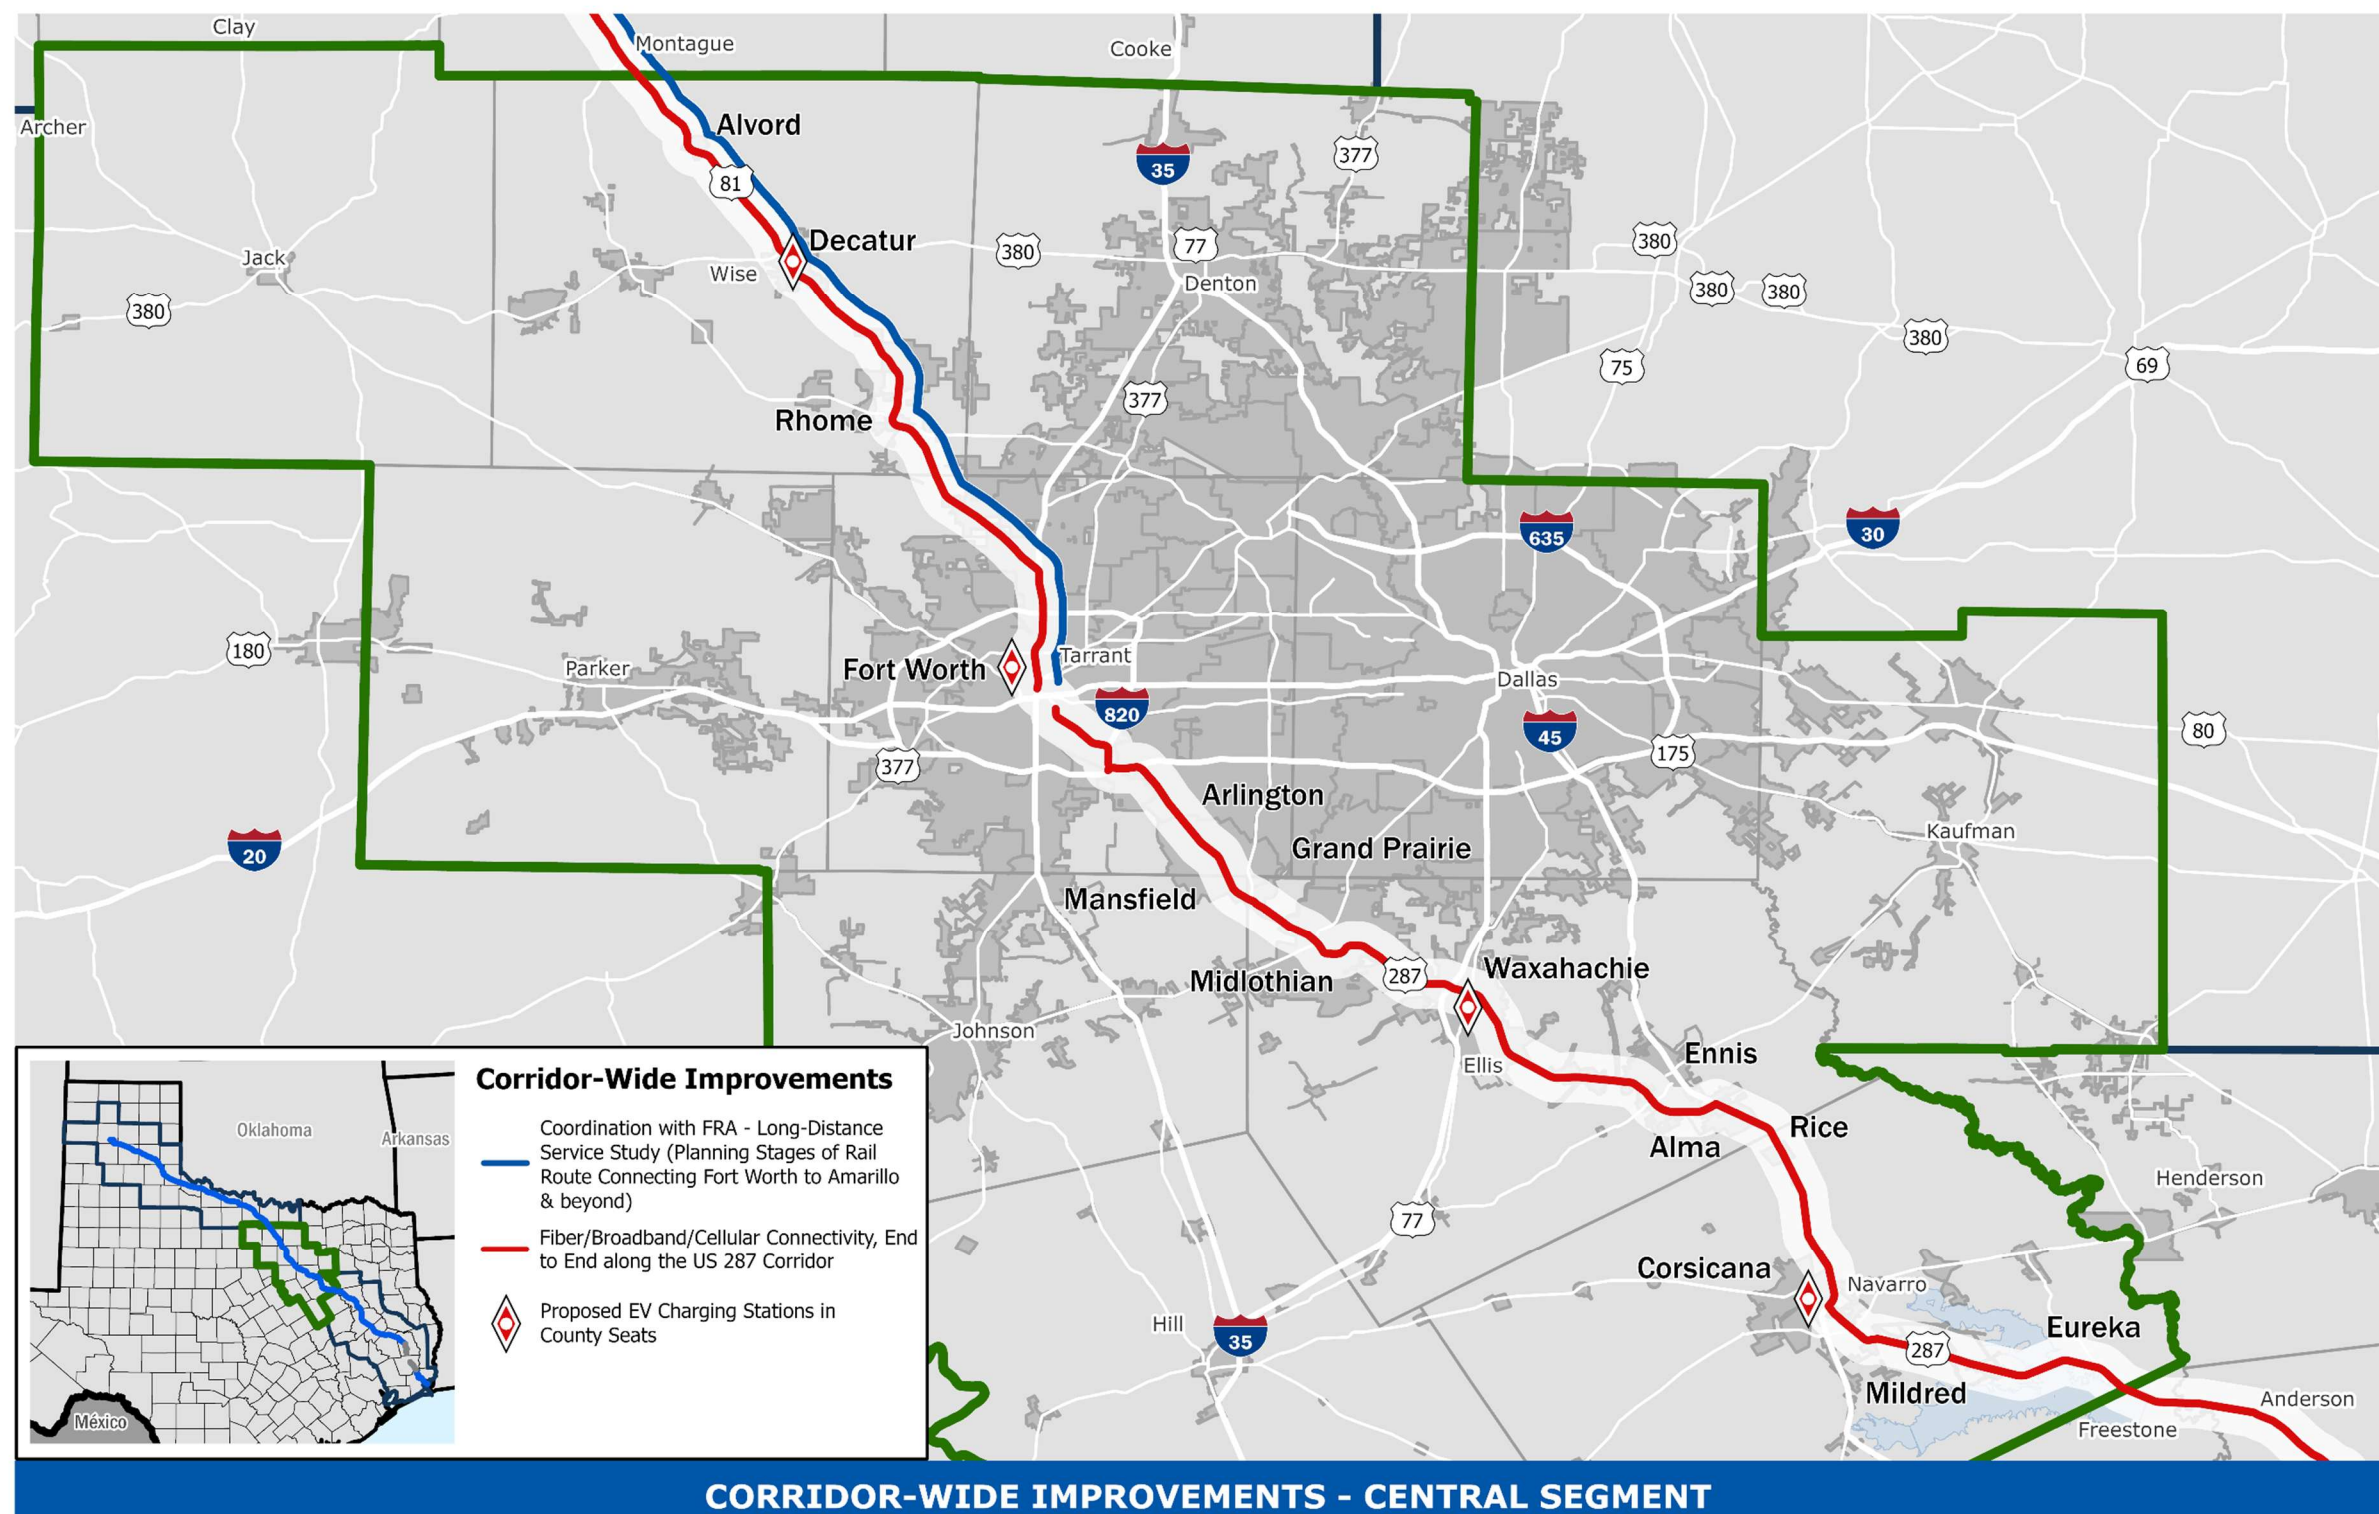 Clay
Montague
Cooke
Archer
Alvord
35
377
81
Decatur
Jack
Wise
380
77
380
Denton
380
380
380
380
75
69
377
Rhome
635
30
180
Parker
Fort Worth
Tarrant
Dallas
820
45
175
80
377
Arlington
20
Kaufman
Grand Prairie
Mansfield
Midlothian
287
Waxahachie
Johnson
Ellis
Ennis
Alma
Rice
Henderson
77
Corsicana
Navarro
Hill
35
Eureka
287
Mildred
Anderson
Freestone
Oklahoma
Arkansas
México
Corridor-Wide Improvements
Coordination with FRA - Long-Distance
Service Study (Planning Stages of Rail
Route Connecting Fort Worth to Amarillo
& beyond)
Fiber/Broadband/Cellular Connectivity, End
to End along the US 287 Corridor
Proposed EV Charging Stations in
County Seats
CORRIDOR-WIDE IMPROVEMENTS - CENTRAL SEGMENT